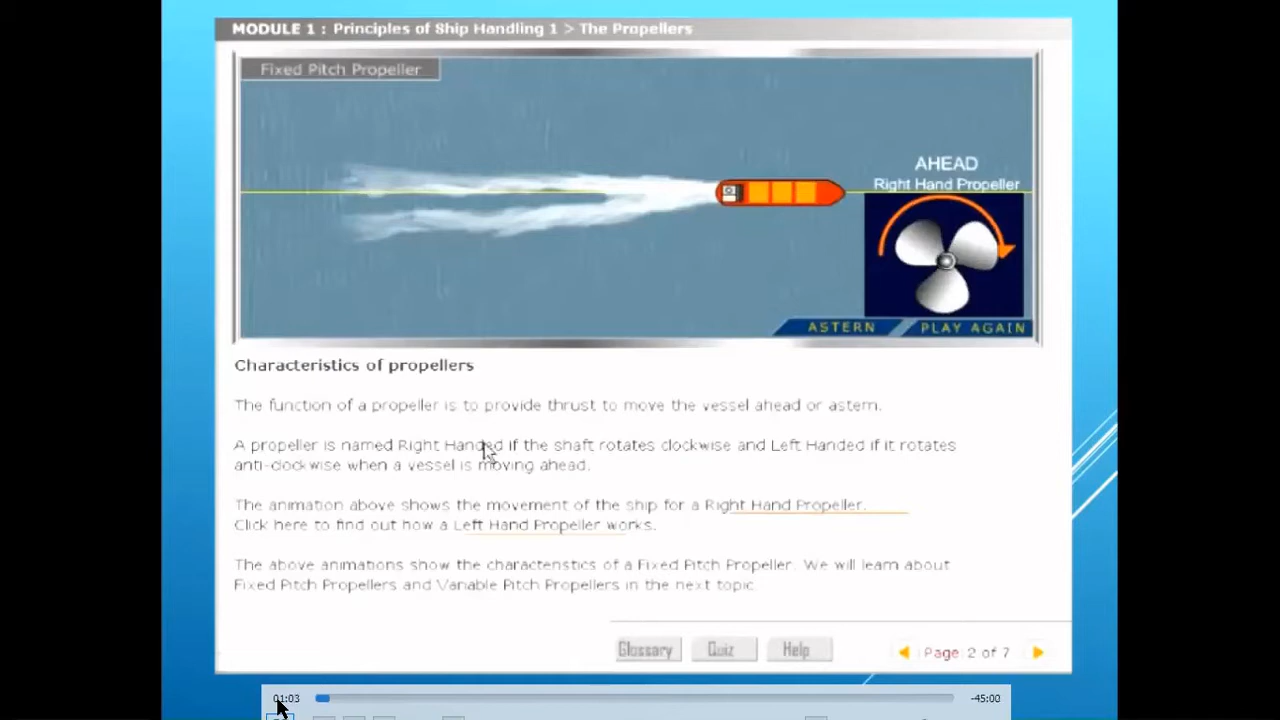 MODULE 1 : Principles of Ship Handling 1 > The Propellers
Fixed Pitch Propeller
AHEAD
Right Hand Propeller
ASTERN
PLAY AGAIN
Characteristics of propellers
The function of a propeller is to provide thrust to move the vessel ahead or astern.
A propeller is named Right Handed if the shaft rotates clockwise and Left Handed if it rotates
anti-clockwise when a vessel is moving ahead.
The animation above shows the movement of the ship for a Right Hand Propeller.
Click here to find out how a Left Hand Propeller works.
The above animations show the characteristics of a Fixed Pitch Propeller. We will learn about
Fixed Pitch Propellers and Variable Pitch Propellers in the next topic
Glossary
Quiz
Help
Page 2 of 7
01:03
-45:00